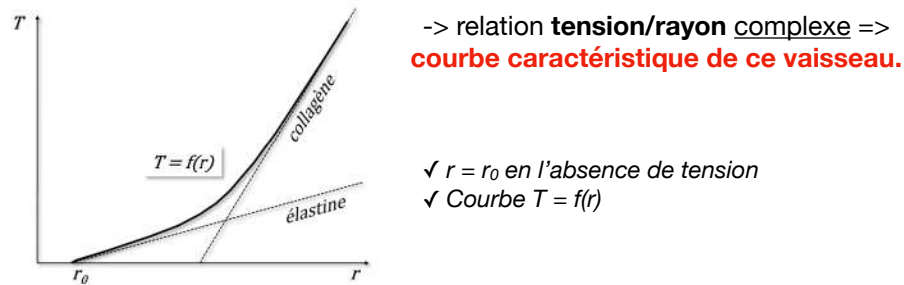 T
collagène
T = f(r)
élastine
r₀
r
-> relation tension/rayon complexe =>
courbe caractéristique de ce vaisseau.
✓ r = r₀ en l'absence de tension
✓ Courbe T = f(r)